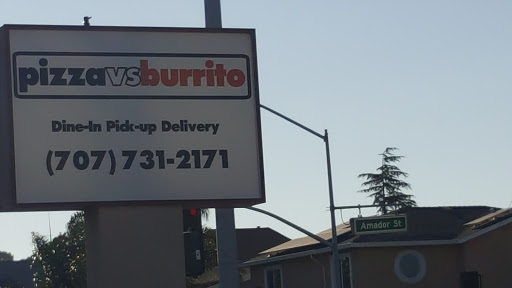 pizzavsburrito
Dine-In Pick-up Delivery
(707) 731-2171
Amador St